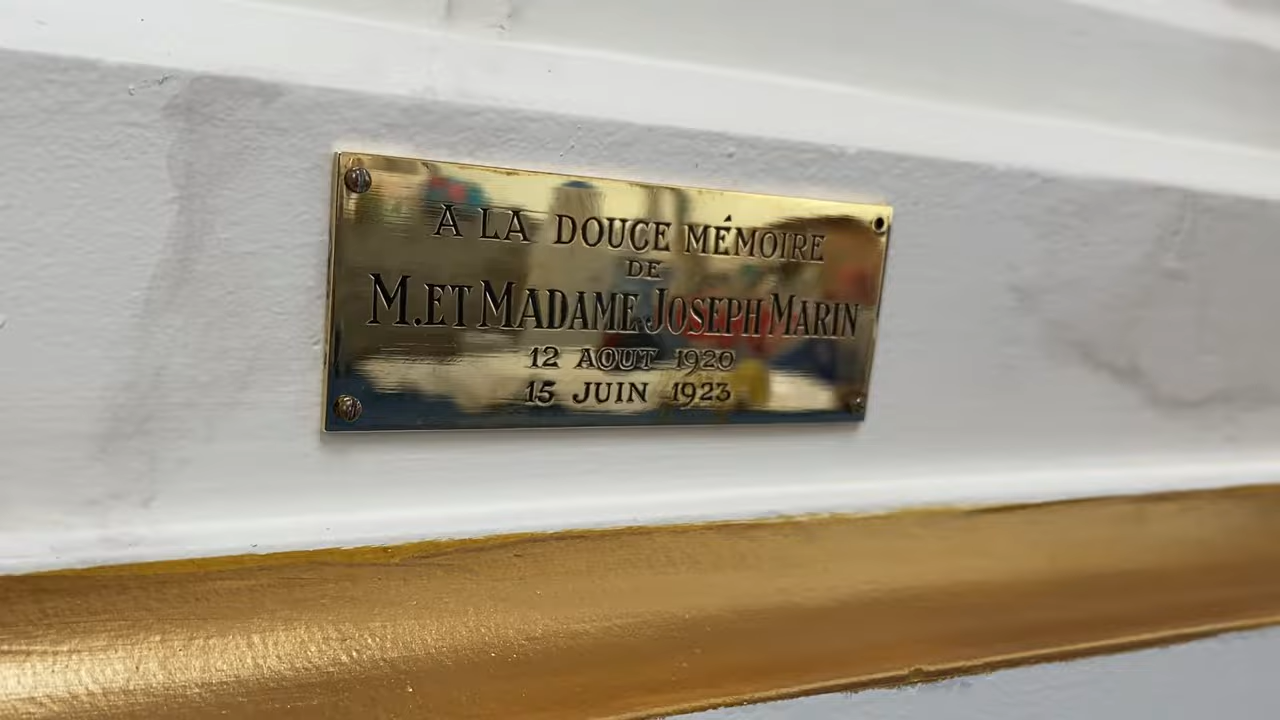 A LA DOUCE MÉMOIRE
DE
M. ET MADAME JOSEPH MARIN
12 AOUT 1920
15 JUIN 1923